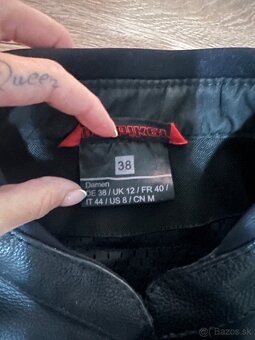 Queen
38
Damen
DE 38 / UK 12 / FR 40 /
IT 44 / US 8 / CN M
Bazos.sk